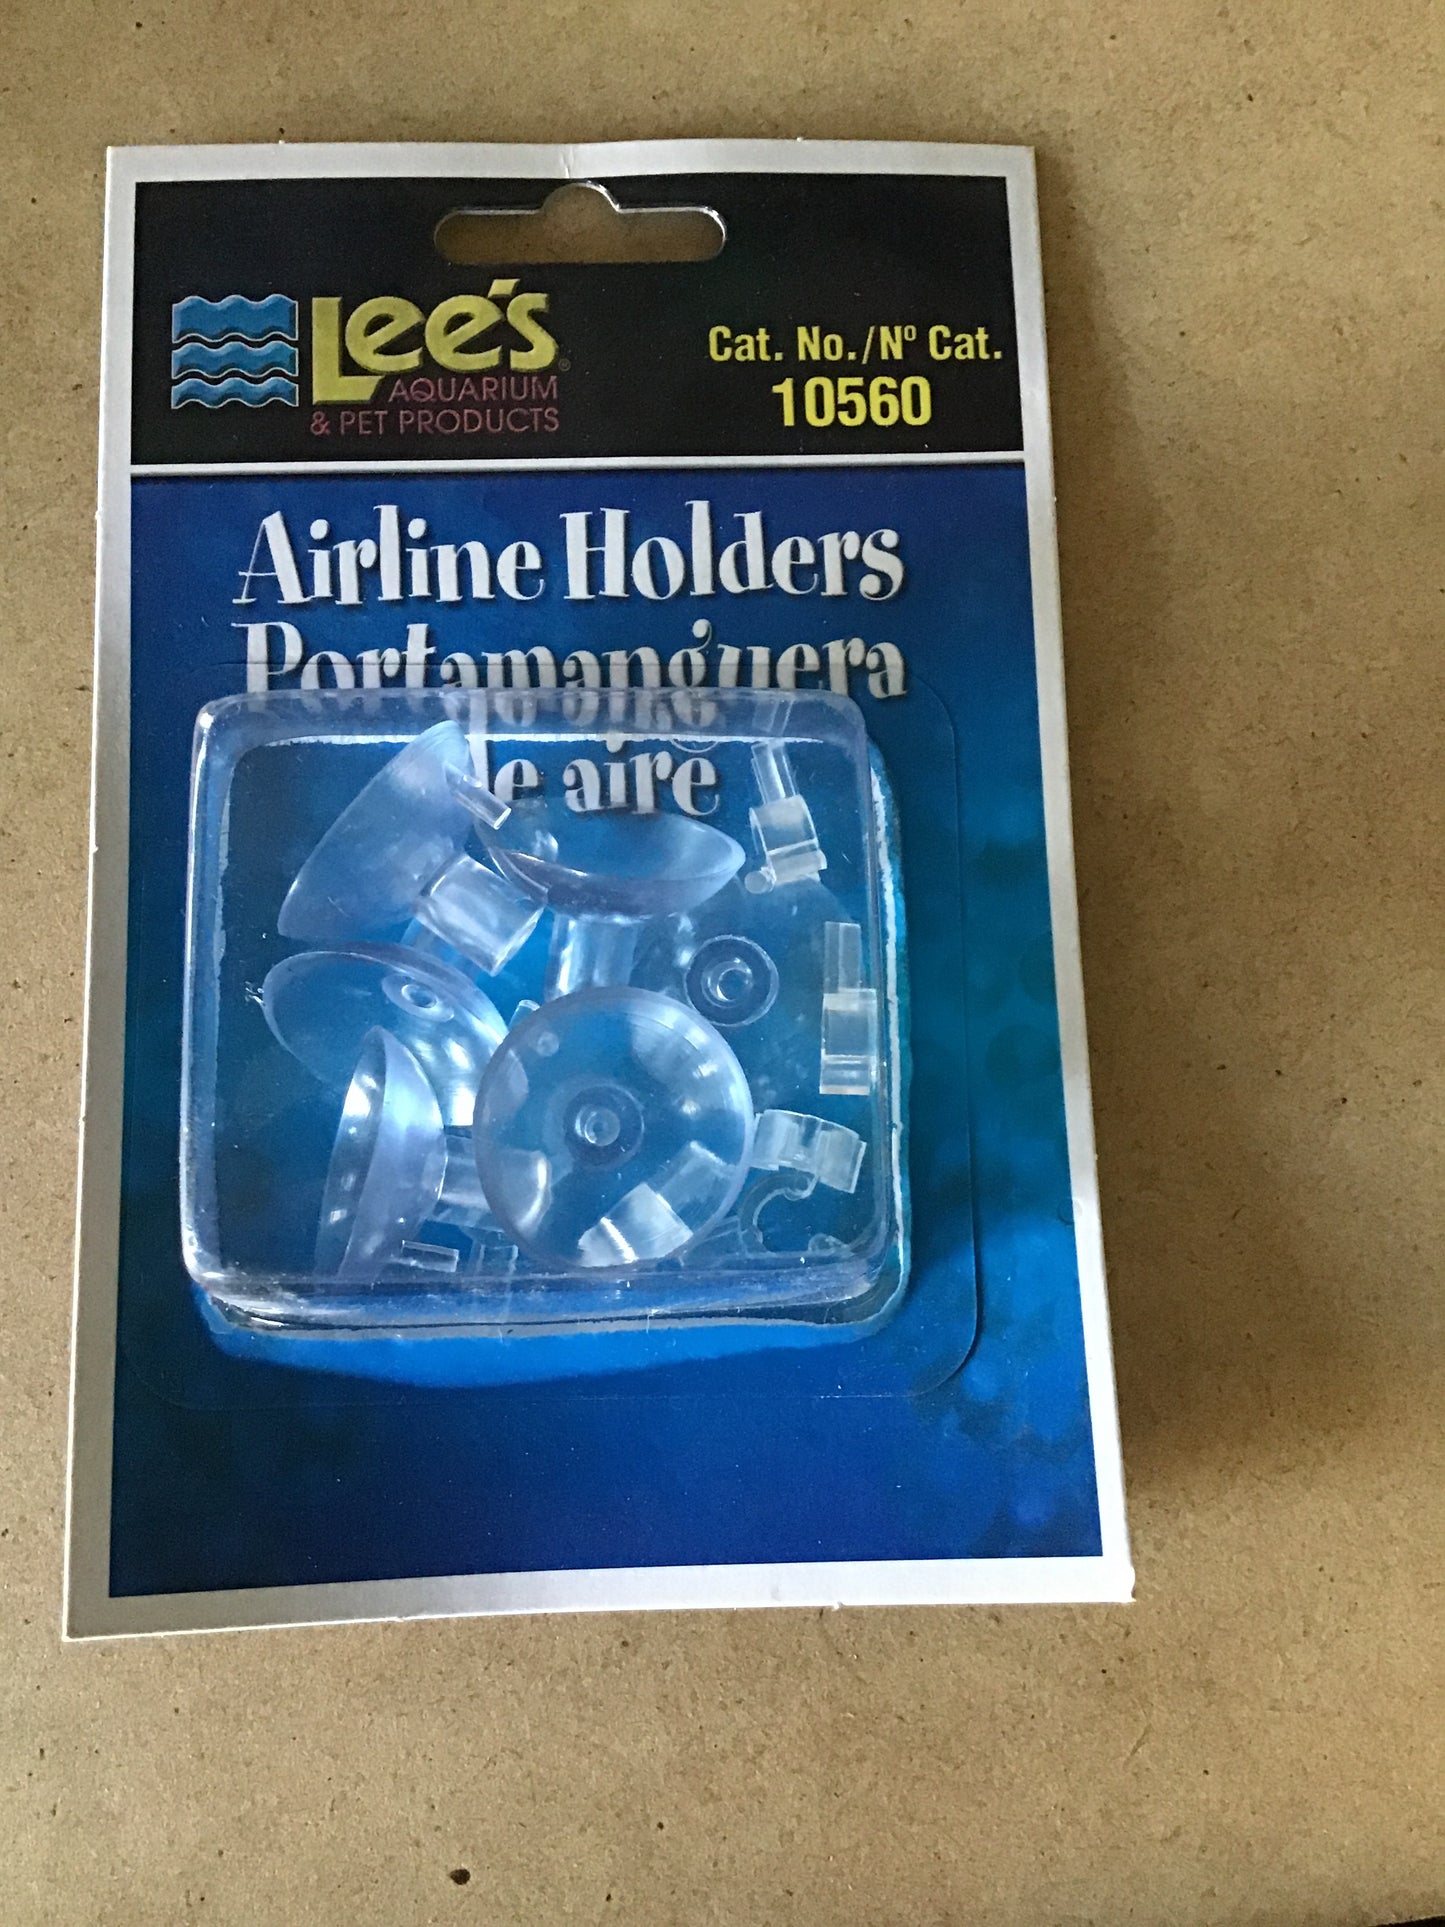 Lee's®
AQUARIUM
& PET PRODUCTS
Cat. No./Nº Cat.
10560
Airline Holders
Portamanguera
de aire